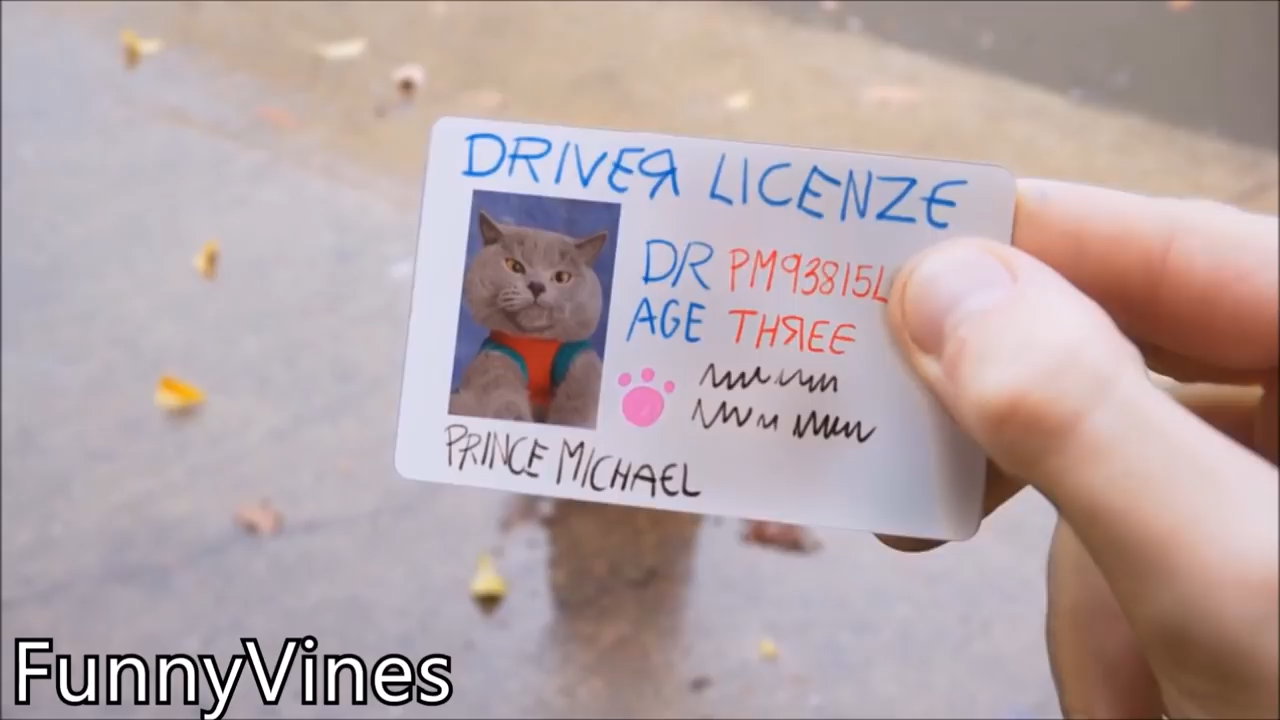 DRIVEЯ LICENZE
DR PM93815L
AGE THЯEE
PRINCE MICHAEL
FunnyVines